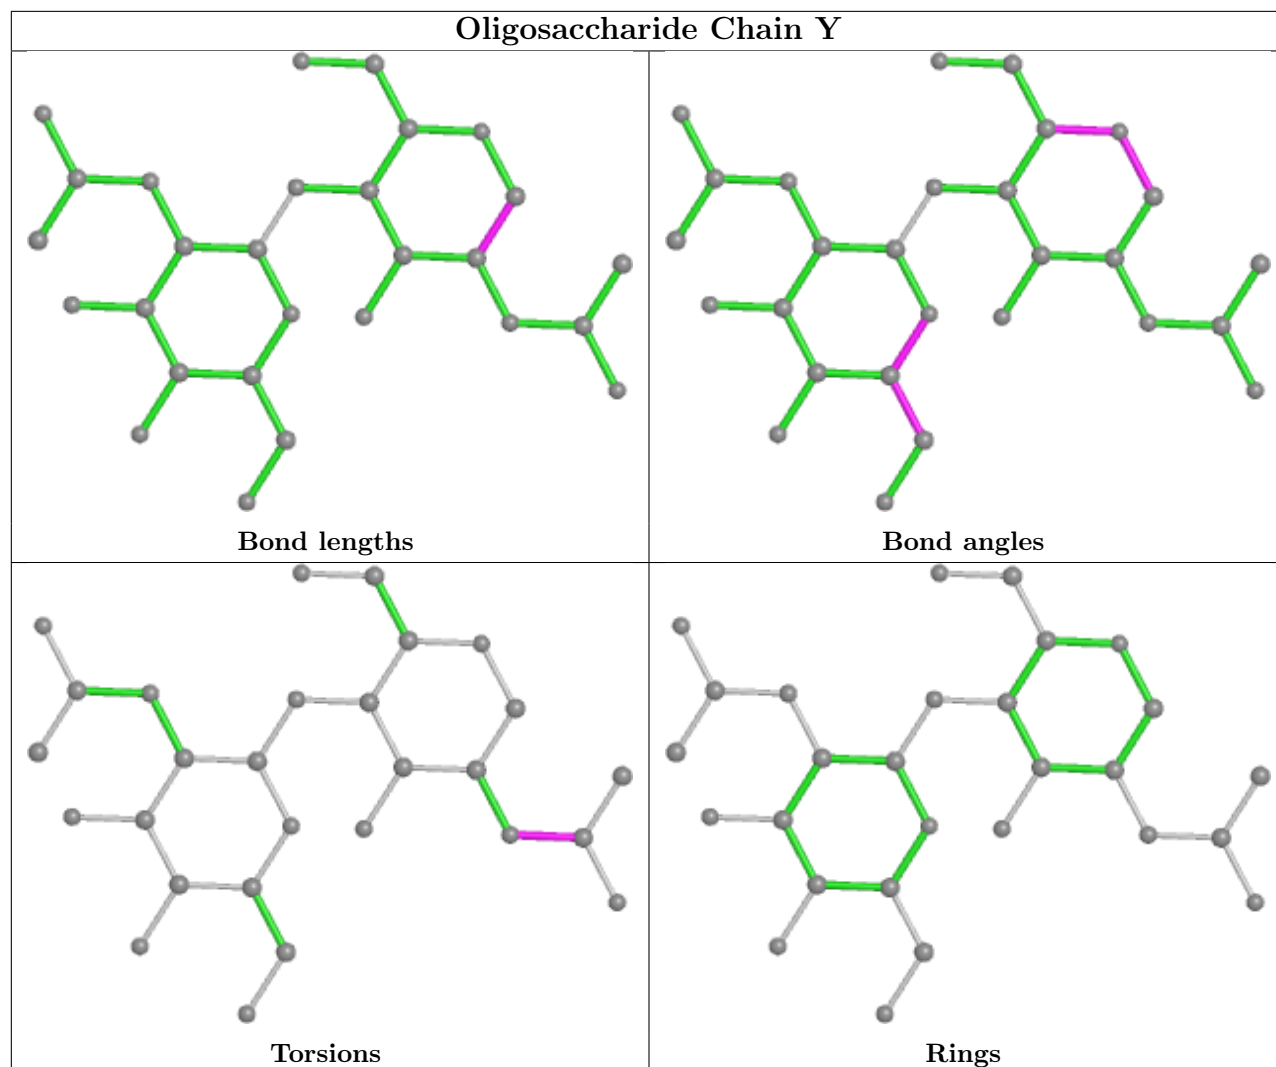 Oligosaccharide Chain Y
Bond lengths
Bond angles
Torsions
Rings